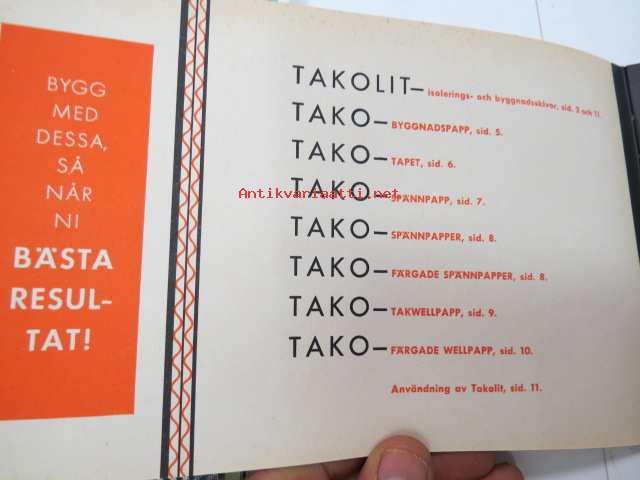 BYGG
MED
DESSA,
SÅ
NÅR
NI
BÄSTA
RESUL-
TAT!
TAKOLIT— isolerings- och byggnadsskivor, sid. 3 och 11.
TAKO— BYGGNADSPAPP, sid. 5.
TAKO— TAPET, sid. 6.
TAKO— SPÄNNPAPP, sid. 7.
Antikvariaatti.net
TAKO— SPÄNNPAPPER, sid. 8.
TAKO— FÄRGADE SPÄNNPAPPER, sid. 8.
TAKO— TAKWELLPAPP, sid. 9.
TAKO— FÄRGADE WELLPAPP, sid. 10.
Användning av Takolit, sid. 11.